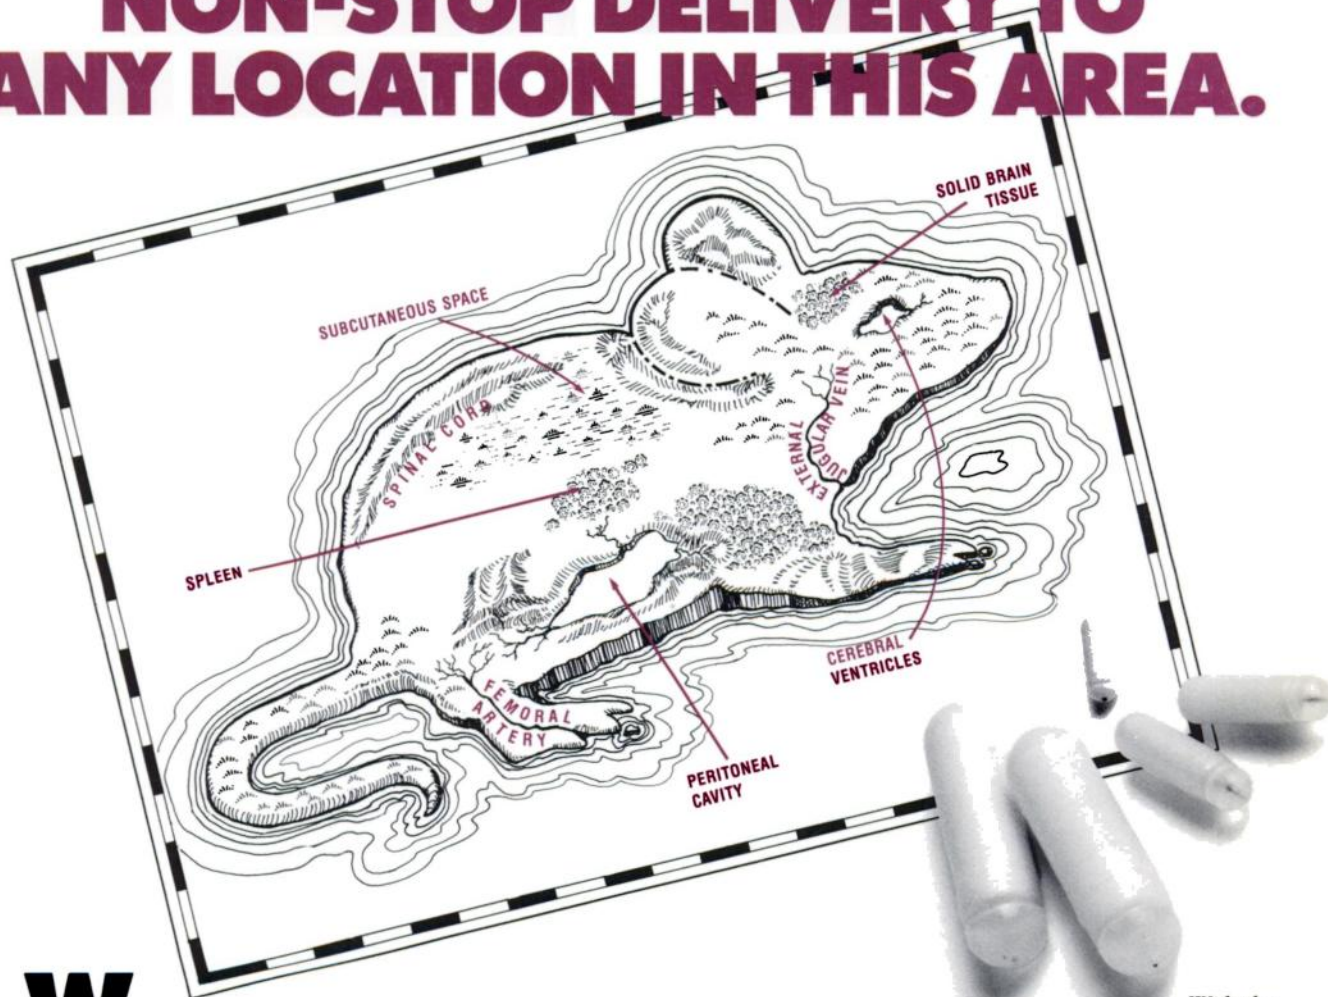 NON-STOP DELIVERY TO
ANY LOCATION IN THIS AREA.
SOLID BRAIN
TISSUE
SUBCUTANEOUS SPACE
SPINAL CORD
EXTERNAL
JUGULAR VEIN
SPLEEN
CEREBRAL
VENTRICLES
FEMORAL
ARTERY
PERITONEAL
CAVITY
W